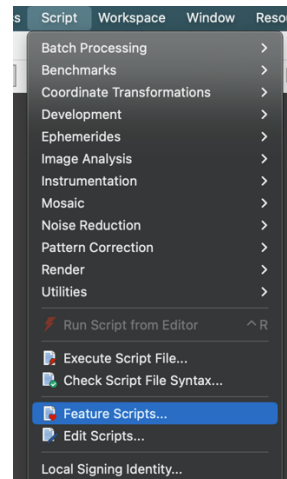 s Script Workspace Window Reso
Batch Processing >
Benchmarks >
Coordinate Transformations >
Development >
Ephemerides >
Image Analysis >
Instrumentation >
Mosaic >
Noise Reduction >
Pattern Correction >
Render >
Utilities >
Run Script from Editor ^R
Execute Script File...
Check Script File Syntax...
Feature Scripts...
Edit Scripts...
Local Signing Identity...